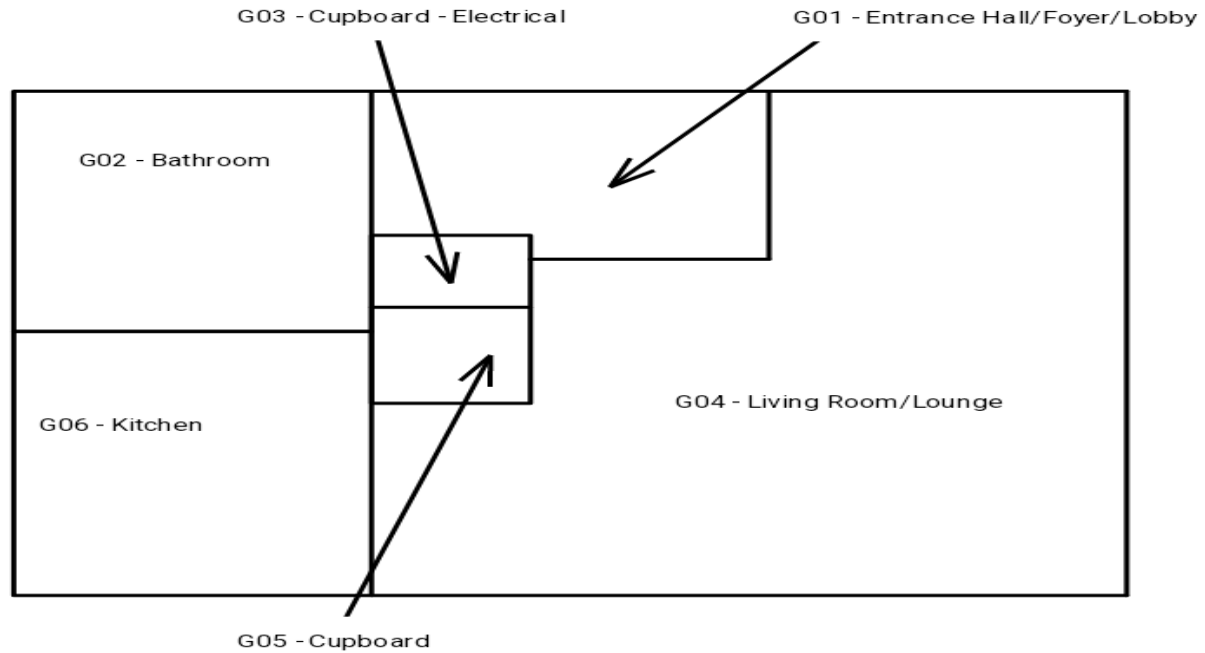 G03 - Cupboard - Electrical
G01 - Entrance Hall/Foyer/Lobby
G02 - Bathroom
G04 - Living Room/Lounge
G06 - Kitchen
G05 - Cupboard